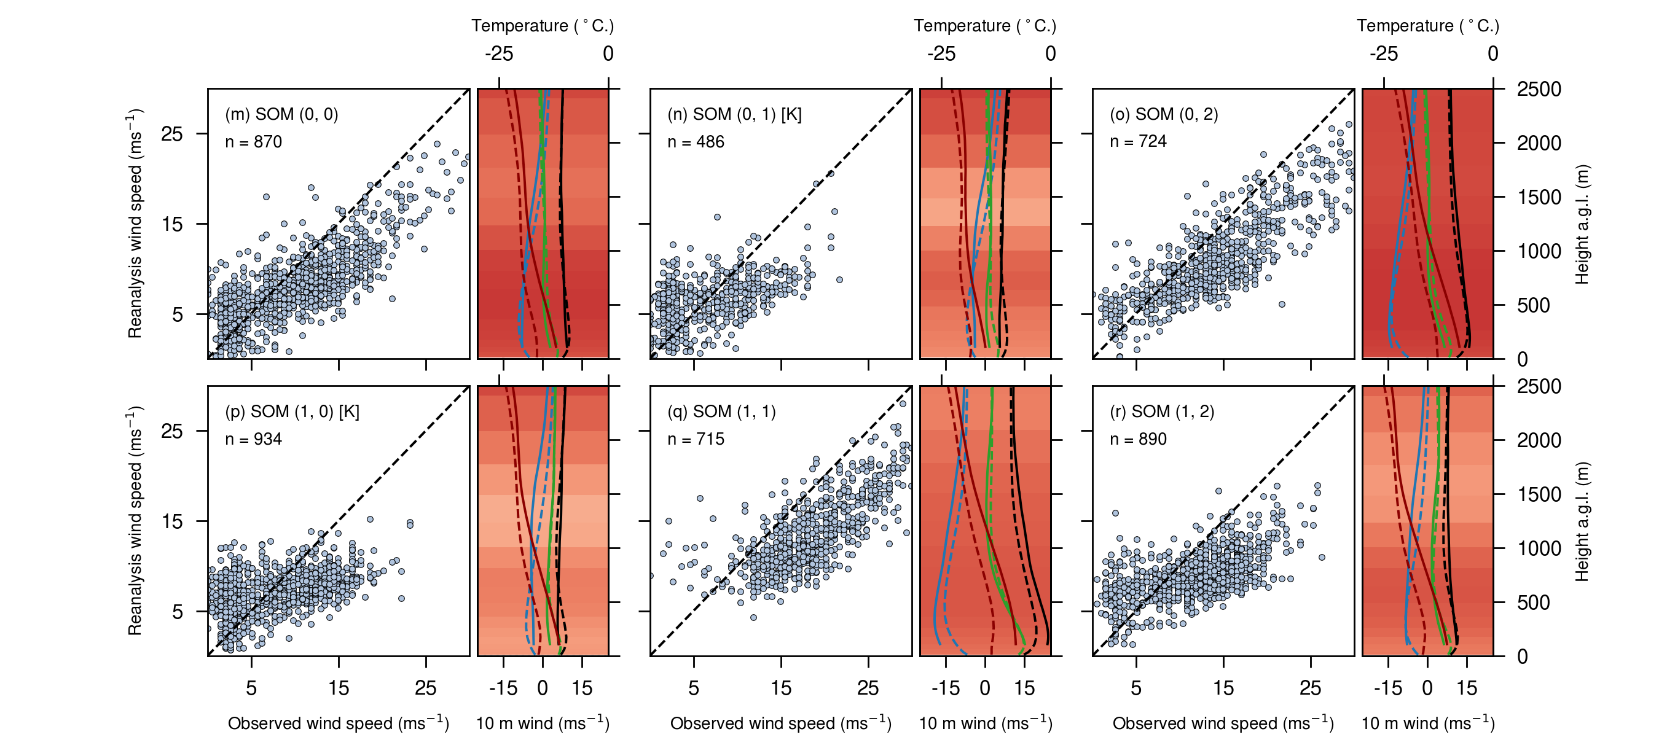 Temperature (°C.) Temperature (°C.) Temperature (°C.)
-25 0 -25 0 -25 0
(m) SOM (0, 0)
n = 870
(n) SOM (0, 1) [K]
n = 486
(o) SOM (0, 2)
n = 724
Reanalysis wind speed (ms⁻¹)
25
15
5
2500
2000
1500
1000
500
0
Height a.g.l. (m)
(p) SOM (1, 0) [K]
n = 934
(q) SOM (1, 1)
n = 715
(r) SOM (1, 2)
n = 890
Reanalysis wind speed (ms⁻¹)
25
15
5
2500
2000
1500
1000
500
0
Height a.g.l. (m)
5 15 25 -15 0 15 5 15 25 -15 0 15 5 15 25 -15 0 15
Observed wind speed (ms⁻¹) 10 m wind (ms⁻¹) Observed wind speed (ms⁻¹) 10 m wind (ms⁻¹) Observed wind speed (ms⁻¹) 10 m wind (ms⁻¹)